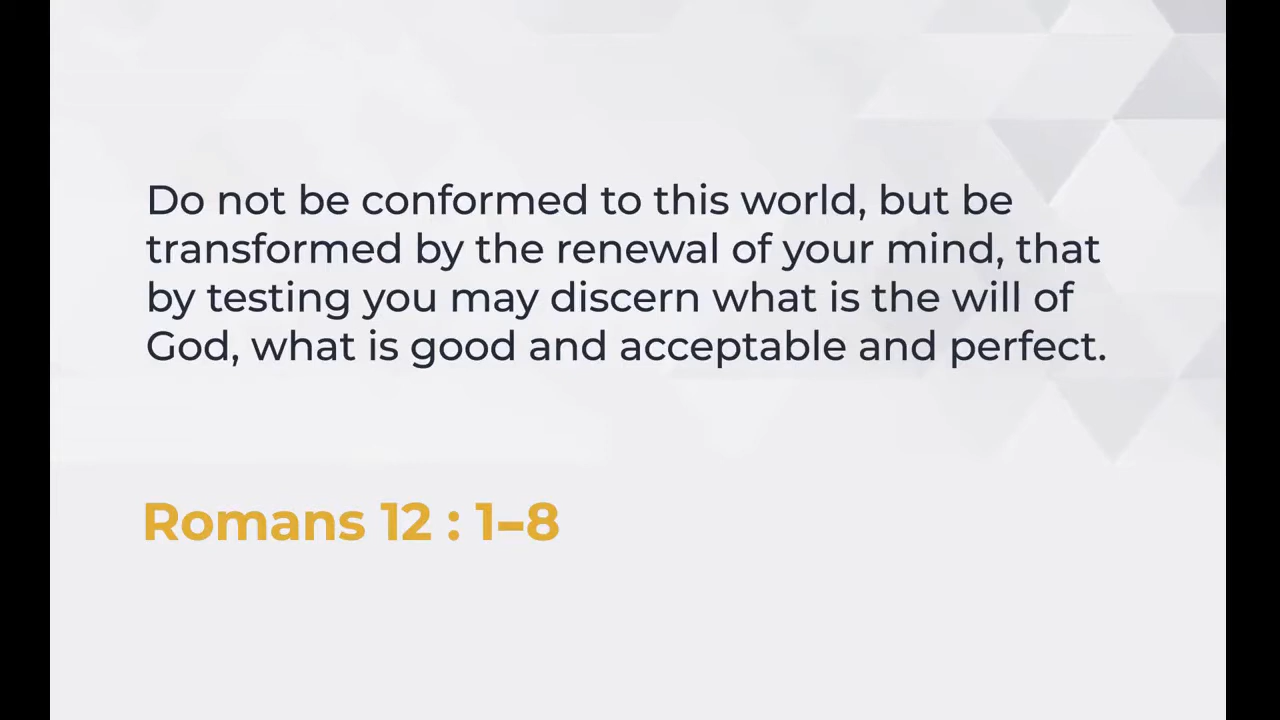 Do not be conformed to this world, but be
transformed by the renewal of your mind, that
by testing you may discern what is the will of
God, what is good and acceptable and perfect.
Romans 12 : 1–8